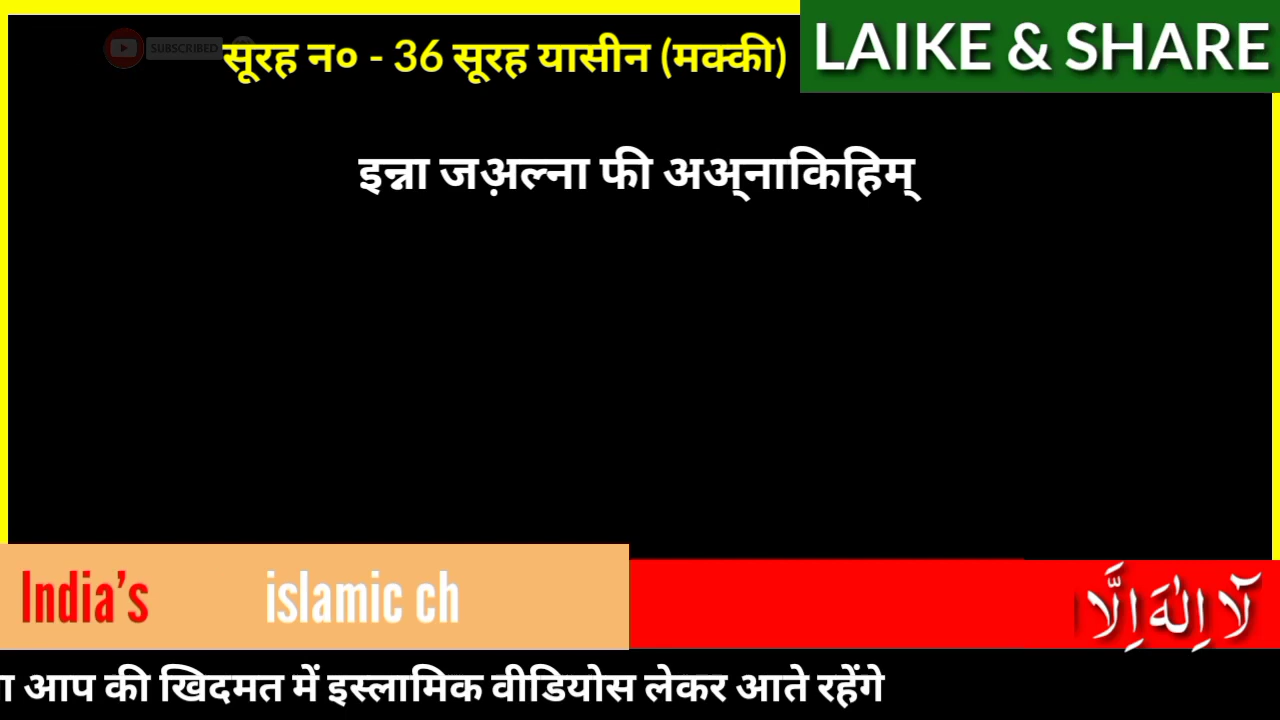 SUBSCRIBED
सूरह न० - 36 सूरह यासीन (मक्की)
LAIKE & SHARE
इन्ना जअ़ल्ना फी अअ्नाकिहिम्
India’s islamic ch
لَآ اِلٰهَ اِلَّا
ा आप की खिदमत में इस्लामिक वीडियोस लेकर आते रहेंगे